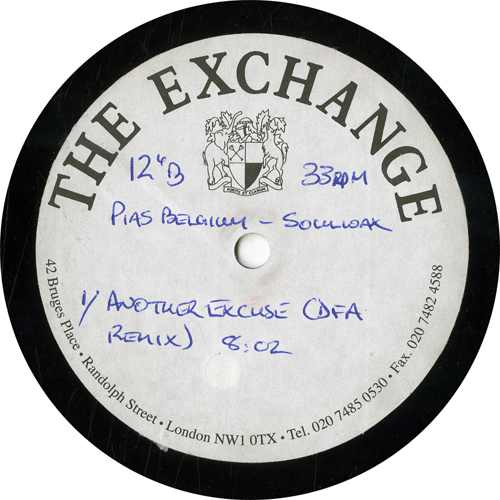 THE EXCHANGE
12"B 33RPM
PIAS BELGIUM - SOULWAX
1/ ANOTHER EXCUSE (DFA
REMIX) 8:02
42 Bruges Place • Randolph Street • London NW1 0TX • Tel. 020 7485 0530 • Fax. 020 7482 4588